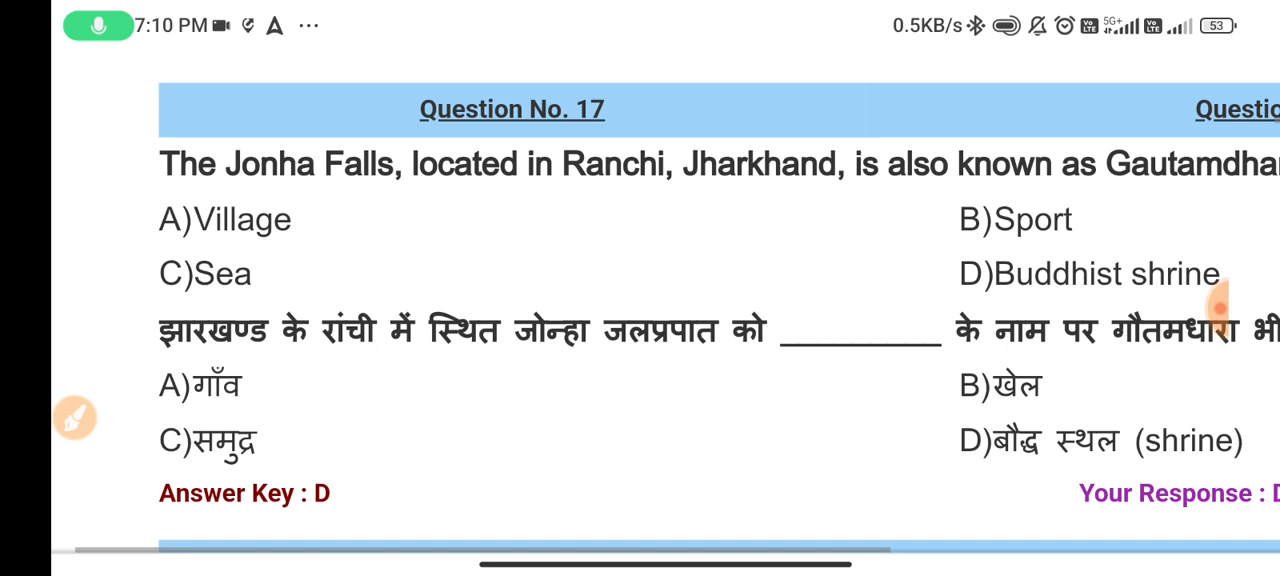 7:10 PM ... 0.5KB/s 5G+ 53
Question No. 17
The Jonha Falls, located in Ranchi, Jharkhand, is also known as
A)Village B)Sport
C)Sea D)Buddhist shrine
झारखण्ड के रांची में स्थित जोन्हा जलप्रपात को __________ के नाम पर गौतमधारा
A)गाँव B)खेल
C)समुद्र D)बौद्ध स्थल (shrine)
Answer Key : D Your Response :